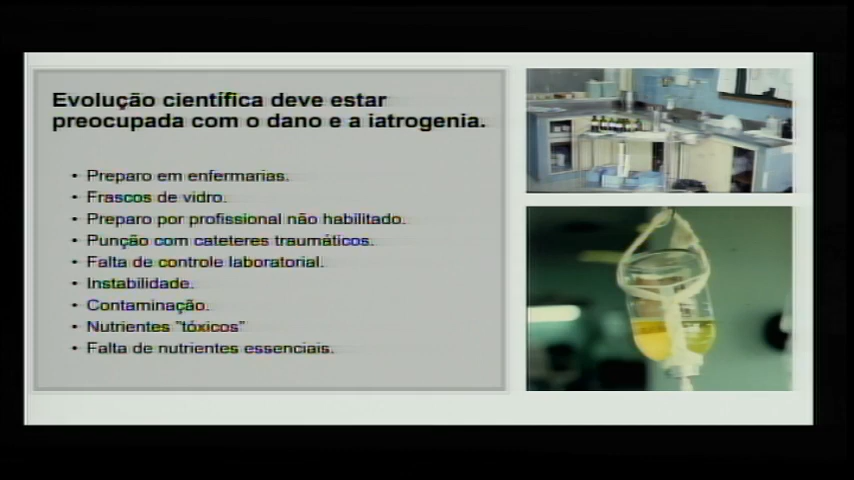 Evolução científica deve estar
preocupada com o dano e a iatrogenia.
• Preparo em enfermarias.
• Frascos de vidro.
• Preparo por profissional não habilitado.
• Punção com cateteres traumáticos.
• Falta de controle laboratorial.
• Instabilidade.
• Contaminação.
• Nutrientes "tóxicos"
• Falta de nutrientes essenciais.